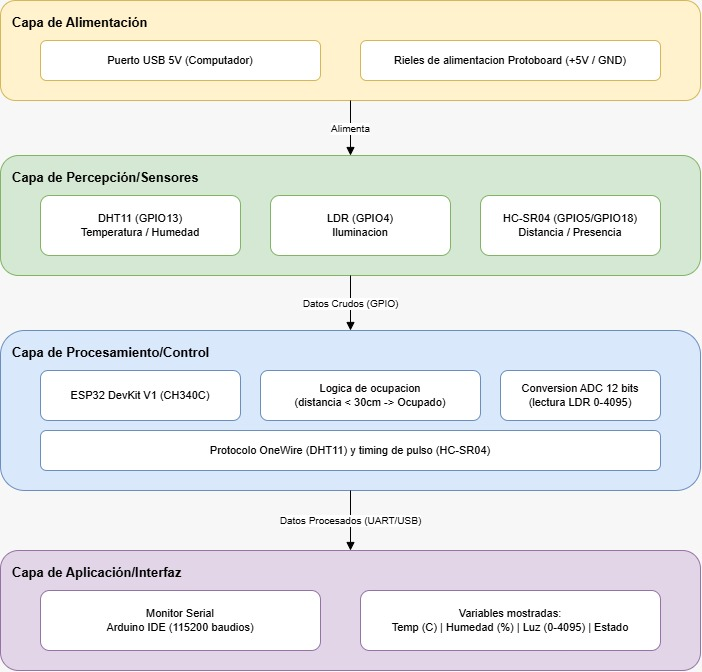 Capa de Alimentación
Puerto USB 5V (Computador)
Rieles de alimentacion Protoboard (+5V / GND)
Alimenta
Capa de Percepción/Sensores
DHT11 (GPIO13)
Temperatura / Humedad
LDR (GPIO4)
Iluminacion
HC-SR04 (GPIO5/GPIO18)
Distancia / Presencia
Datos Crudos (GPIO)
Capa de Procesamiento/Control
ESP32 DevKit V1 (CH340C)
Logica de ocupacion
(distancia < 30cm -> Ocupado)
Conversion ADC 12 bits
(lectura LDR 0-4095)
Protocolo OneWire (DHT11) y timing de pulso (HC-SR04)
Datos Procesados (UART/USB)
Capa de Aplicación/Interfaz
Monitor Serial
Arduino IDE (115200 baudios)
Variables mostradas:
Temp (C) | Humedad (%) | Luz (0-4095) | Estado